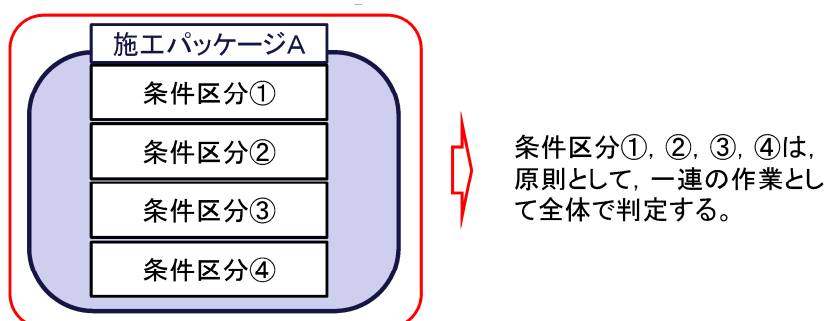 施工パッケージA
条件区分①
条件区分②
条件区分③
条件区分④
条件区分①，②，③，④は，
原則として，一連の作業とし
て全体で判定する。